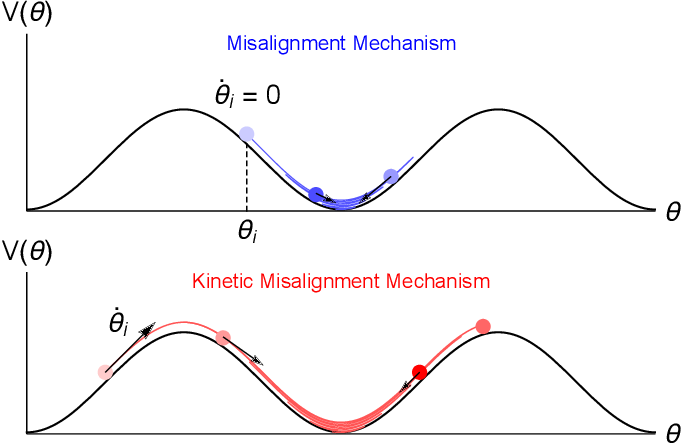 V(θ)
Misalignment Mechanism
θ̇ᵢ = 0
θᵢ
θ
V(θ)
Kinetic Misalignment Mechanism
θ̇ᵢ
θ